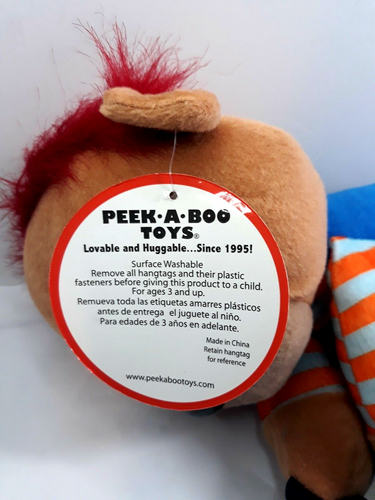 PEEK·A·BOO
TOYS®
Lovable and Huggable...Since 1995!
Surface Washable
Remove all hangtags and their plastic
fasteners before giving this product to a child.
For ages 3 and up.
Remueva toda las etiquetas amarres plásticos
antes de entrega el juguete al niño.
Para edades de 3 años en adelante.
Made in China
Retain hangtag
for reference
www.peekabootoys.com